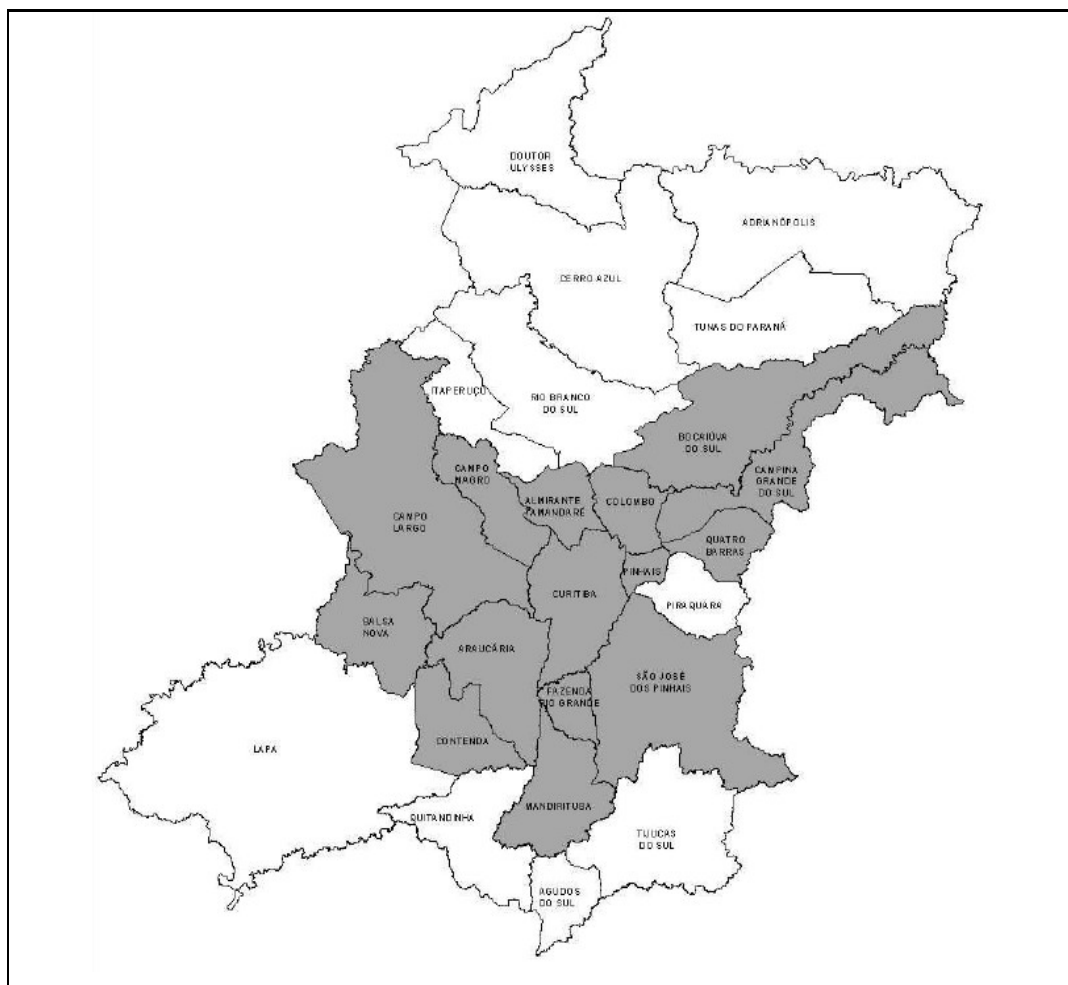 DOUTOR
ULYSSES
ADRIANÓPOLIS
CERRO AZUL
TUNAS DO PARANÁ
ITAPERUÇÚ
RIO BRANCO
DO SUL
BOCAIÚVA
DO SUL
CAMPO
MAGRO
CAMPINA
GRANDE
DO SUL
ALMIRANTE
TAMANDARÉ
COLOMBO
CAMPO
LARGO
QUATRO
BARRAS
PINHAIS
CURITIBA
PIRAQUARA
BALSA
NOVA
ARAUCÁRIA
SÃO JOSÉ
DOS PINHAIS
FAZENDA
RIO GRANDE
CONTENDA
LAPA
MANDIRITUBA
QUITANDINHA
TIJUCAS
DO SUL
AGUDOS
DO SUL